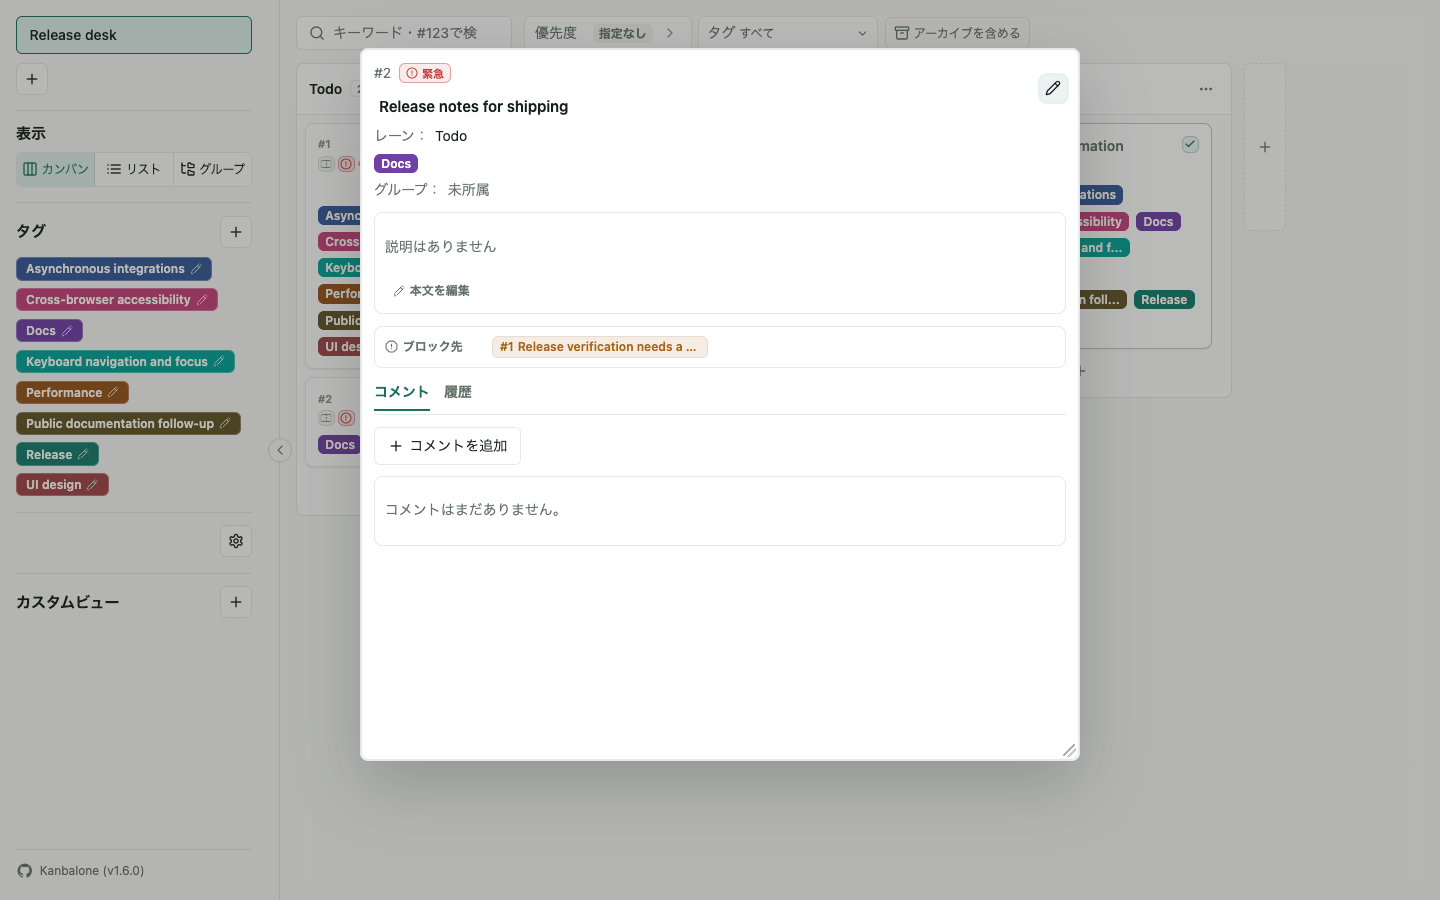 Release desk
表示
カンバン
リスト
グループ
タグ
Asynchronous integrations
Cross-browser accessibility
Docs
Keyboard navigation and focus
Performance
Public documentation follow-up
Release
UI design
カスタムビュー
Kanbalone (v1.6.0)
キーワード・#123で検
優先度 指定なし
タグ すべて
アーカイブを含める
Todo
#1
Async
Cross
Keybo
Perfor
Public
UI des
#2
Docs
#2 緊急
Release notes for shipping
レーン： Todo
Docs
グループ： 未所属
説明はありません
本文を編集
ブロック先 #1 Release verification needs a ...
コメント 履歴
コメントを追加
コメントはまだありません。
mation
ations
ssibility Docs
and f...
n foll... Release